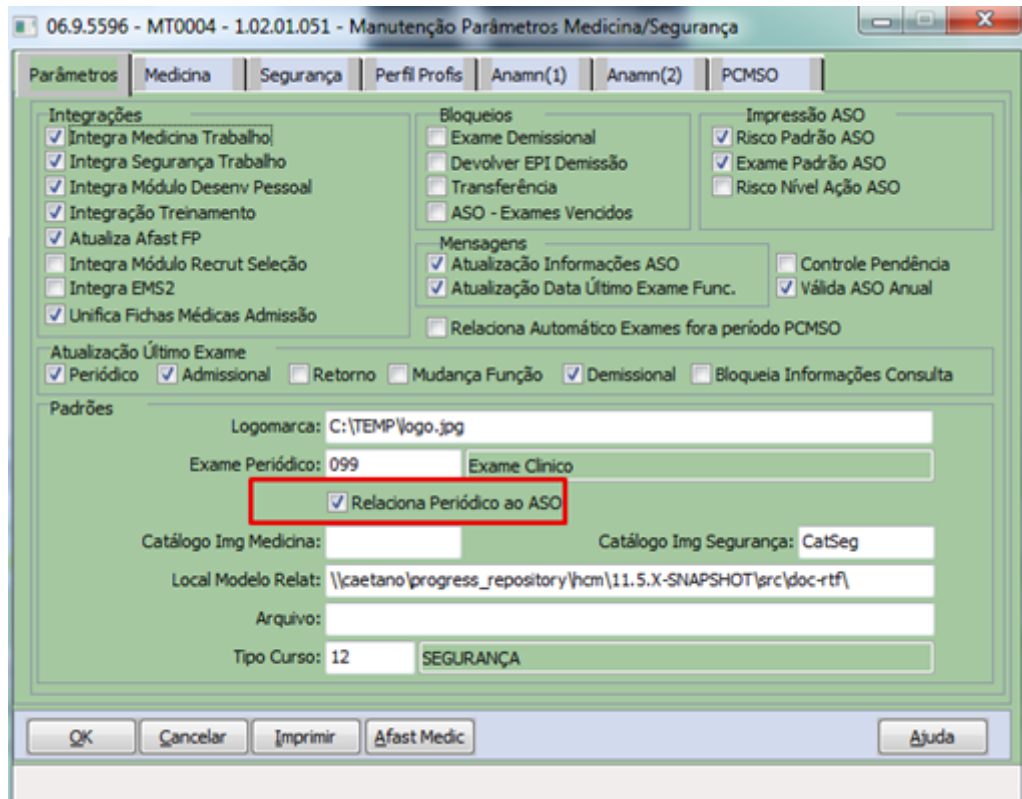 06.9.5596 - MT0004 - 1.02.01.051 - Manutenção Parâmetros Medicina/Segurança
Parâmetros Medicina Segurança Perfil Profis Anamn(1) Anamn(2) PCMSO
Integrações
Integra Medicina Trabalho
Integra Segurança Trabalho
Integra Módulo Desenv Pessoal
Integração Treinamento
Atualiza Afast FP
Integra Módulo Recrut Seleção
Integra EMS2
Unifica Fichas Médicas Admissão
Bloqueios
Exame Demissional
Devolver EPI Demissão
Transferência
ASO - Exames Vencidos
Impressão ASO
Risco Padrão ASO
Exame Padrão ASO
Risco Nível Ação ASO
Mensagens
Atualização Informações ASO
Atualização Data Último Exame Func.
Controle Pendência
Válida ASO Anual
Relaciona Automático Exames fora período PCMSO
Atualização Último Exame
Periódico Admissional Retorno Mudança Função Demissional Bloqueia Informações Consulta
Padrões
Logomarca: C:\TEMP\logo.jpg
Exame Periódico: 099 Exame Clinico
Relaciona Periódico ao ASO
Catálogo Img Medicina: Catálogo Img Segurança: CatSeg
Local Modelo Relat: \\caetano\progress_repository\hcm\11.5.X-SNAPSHOT\src\doc-rtf\
Arquivo:
Tipo Curso: 12 SEGURANÇA
OK Cancelar Imprimir Afast Medic Ajuda